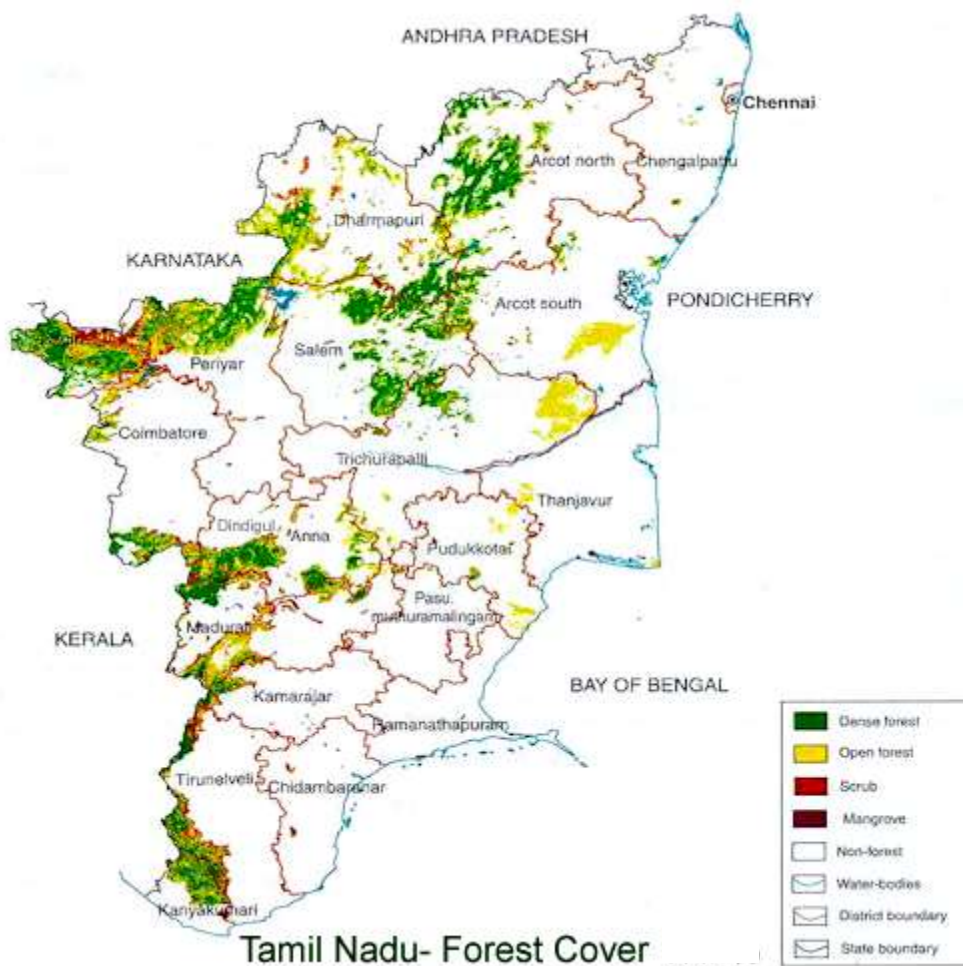 ANDHRA PRADESH
Chennai
Arcot north
Chengalpattu
Dharmapuri
KARNATAKA
Arcot south
PONDICHERRY
Salem
Periyar
Coimbatore
Trichurapalli
Thanjavur
Dindigul
Anna
Pudukkotai
Pasu.
muthuramalingam
Madurai
KERALA
Kamarajar
BAY OF BENGAL
Ramanathapuram
Tirunelveli
Chidambaranar
Kanyakumari
Dense forest
Open forest
Scrub
Mangrove
Non-forest
Water-bodies
District boundary
State boundary
Tamil Nadu- Forest Cover